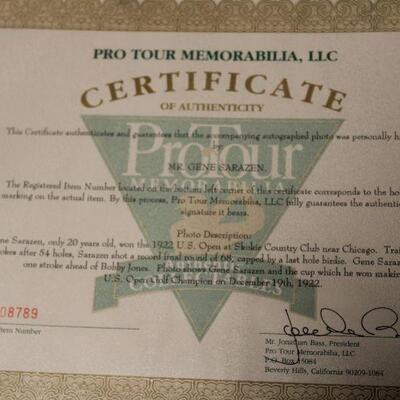 PRO TOUR MEMORABILIA, LLC
CERTIFICATE
OF AUTHENTICITY
This Certificate authenticates and guarantees that the accompanying autographed photo was personally
by
MR. GENE SARAZEN.
The Registered Item Number located on the bottom left corner of this certificate corresponds to the
marking on the actual item. By this process, Pro Tour Memorabilia, LLC fully guarantees the
signature it bears.
Photo Description:
Sarazen, only 20 years old, won the 1922 U.S. Open at Skokie Country Club near Chicago.
after 54 holes, Sarazen shot a record final round of 68, capped by a last hole birdie. Gene
one stroke ahead of Bobby Jones. Photo shows Gene Sarazen and the cup which he won making
U.S. Open Golf Champion on December 19th, 1922.
ProTour
MEMORABILIA
08789
Item Number
Mr. Jonathan Bass, President
Pro Tour Memorabilia, LLC
P.O. Box 15084
Beverly Hills, California 90209-1084